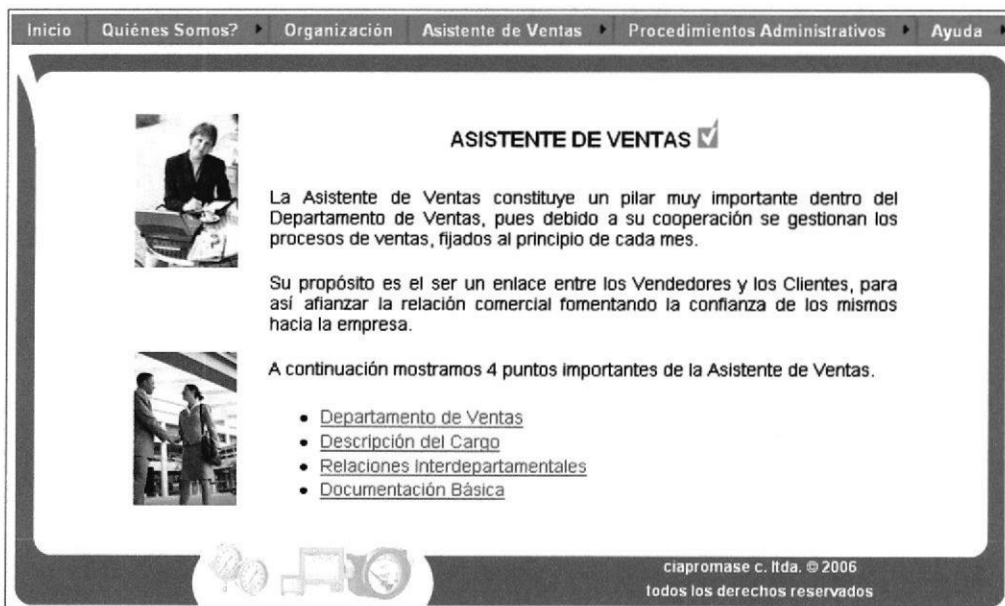 Inicio Quiénes Somos? Organización Asistente de Ventas Procedimientos Administrativos Ayuda
ASISTENTE DE VENTAS
La Asistente de Ventas constituye un pilar muy importante dentro del
Departamento de Ventas, pues debido a su cooperación se gestionan los
procesos de ventas, fijados al principio de cada mes.
Su propósito es el ser un enlace entre los Vendedores y los Clientes, para
así afianzar la relación comercial fomentando la confianza de los mismos
hacia la empresa.
A continuación mostramos 4 puntos importantes de la Asistente de Ventas.
• Departamento de Ventas
• Descripción del Cargo
• Relaciones Interdepartamentales
• Documentación Básica
ciapromase c. ltda. © 2006
todos los derechos reservados